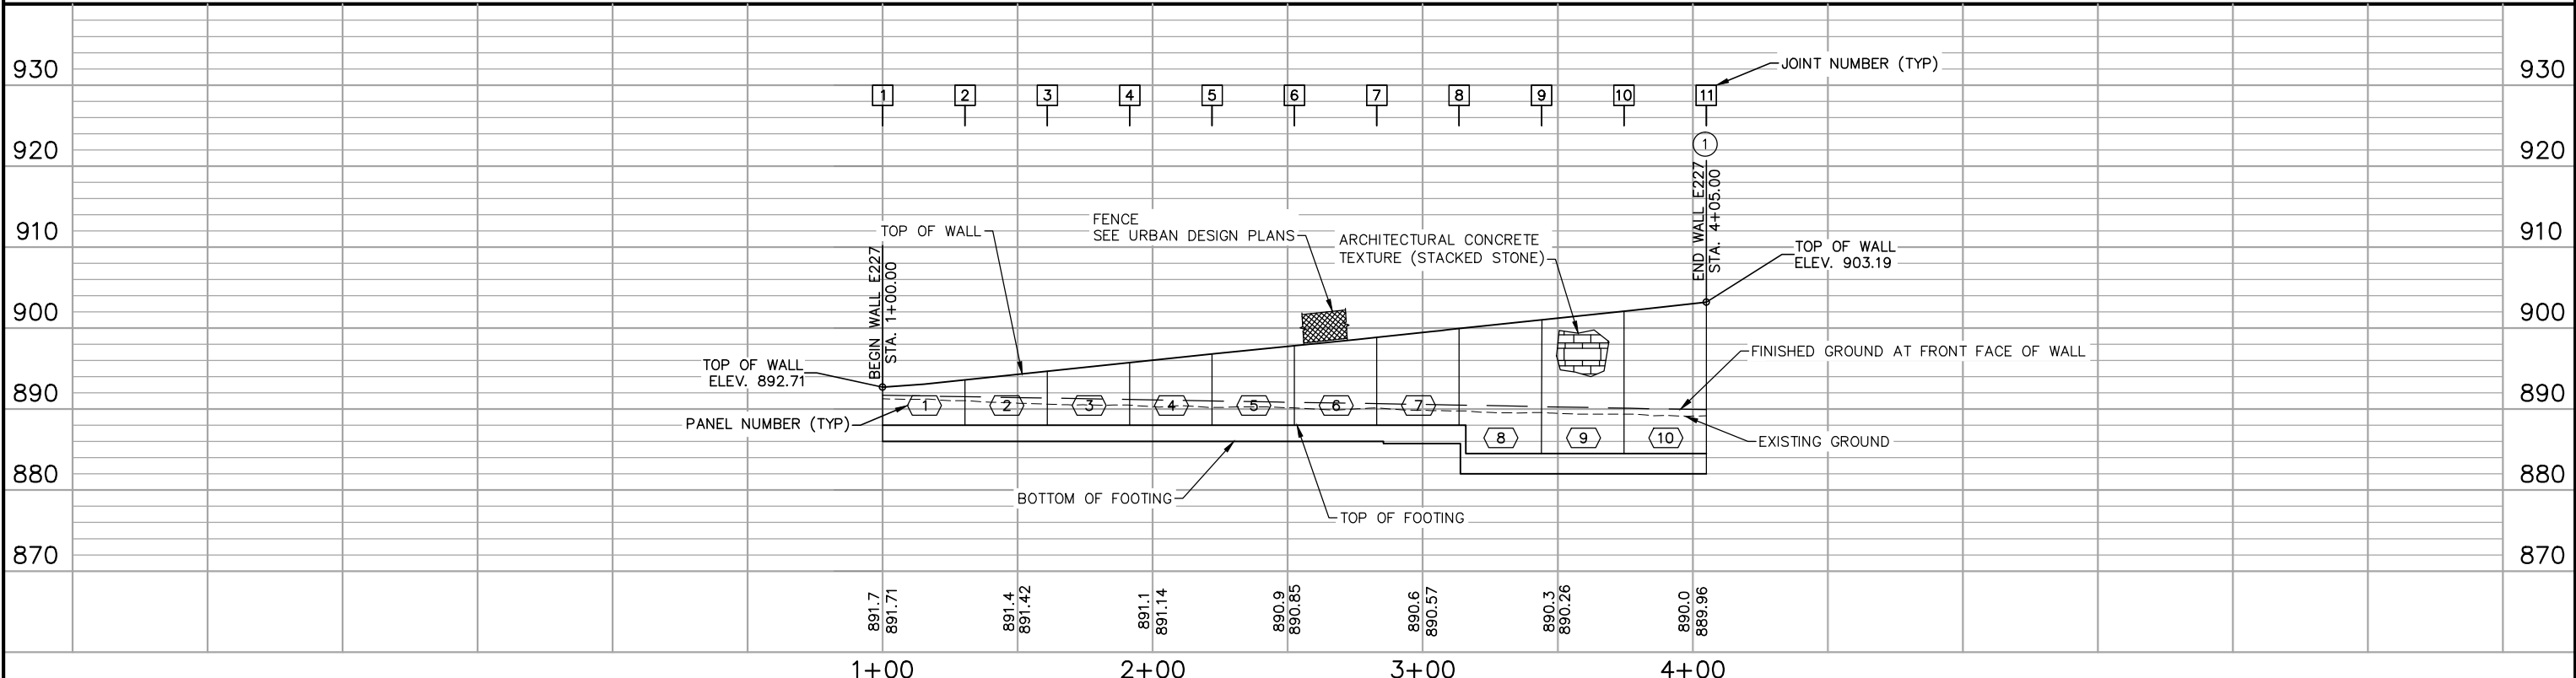 930
930
1
2
3
4
5
6
7
8
9
10
11
JOINT NUMBER (TYP)
920
920
1
910
910
BEGIN WALL E227
STA. 1+00.00
TOP OF WALL
FENCE
SEE URBAN DESIGN PLANS
ARCHITECTURAL CONCRETE
TEXTURE (STACKED STONE)
END WALL E227
STA. 4+05.00
TOP OF WALL
ELEV. 903.19
900
900
TOP OF WALL
ELEV. 892.71
FINISHED GROUND AT FRONT FACE OF WALL
890
890
1
2
3
4
5
6
7
8
9
10
PANEL NUMBER (TYP)
EXISTING GROUND
880
880
BOTTOM OF FOOTING
TOP OF FOOTING
870
870
891.7
891.71
891.4
891.42
891.1
891.14
890.9
890.85
890.6
890.57
890.3
890.26
890.0
889.96
1+00
2+00
3+00
4+00